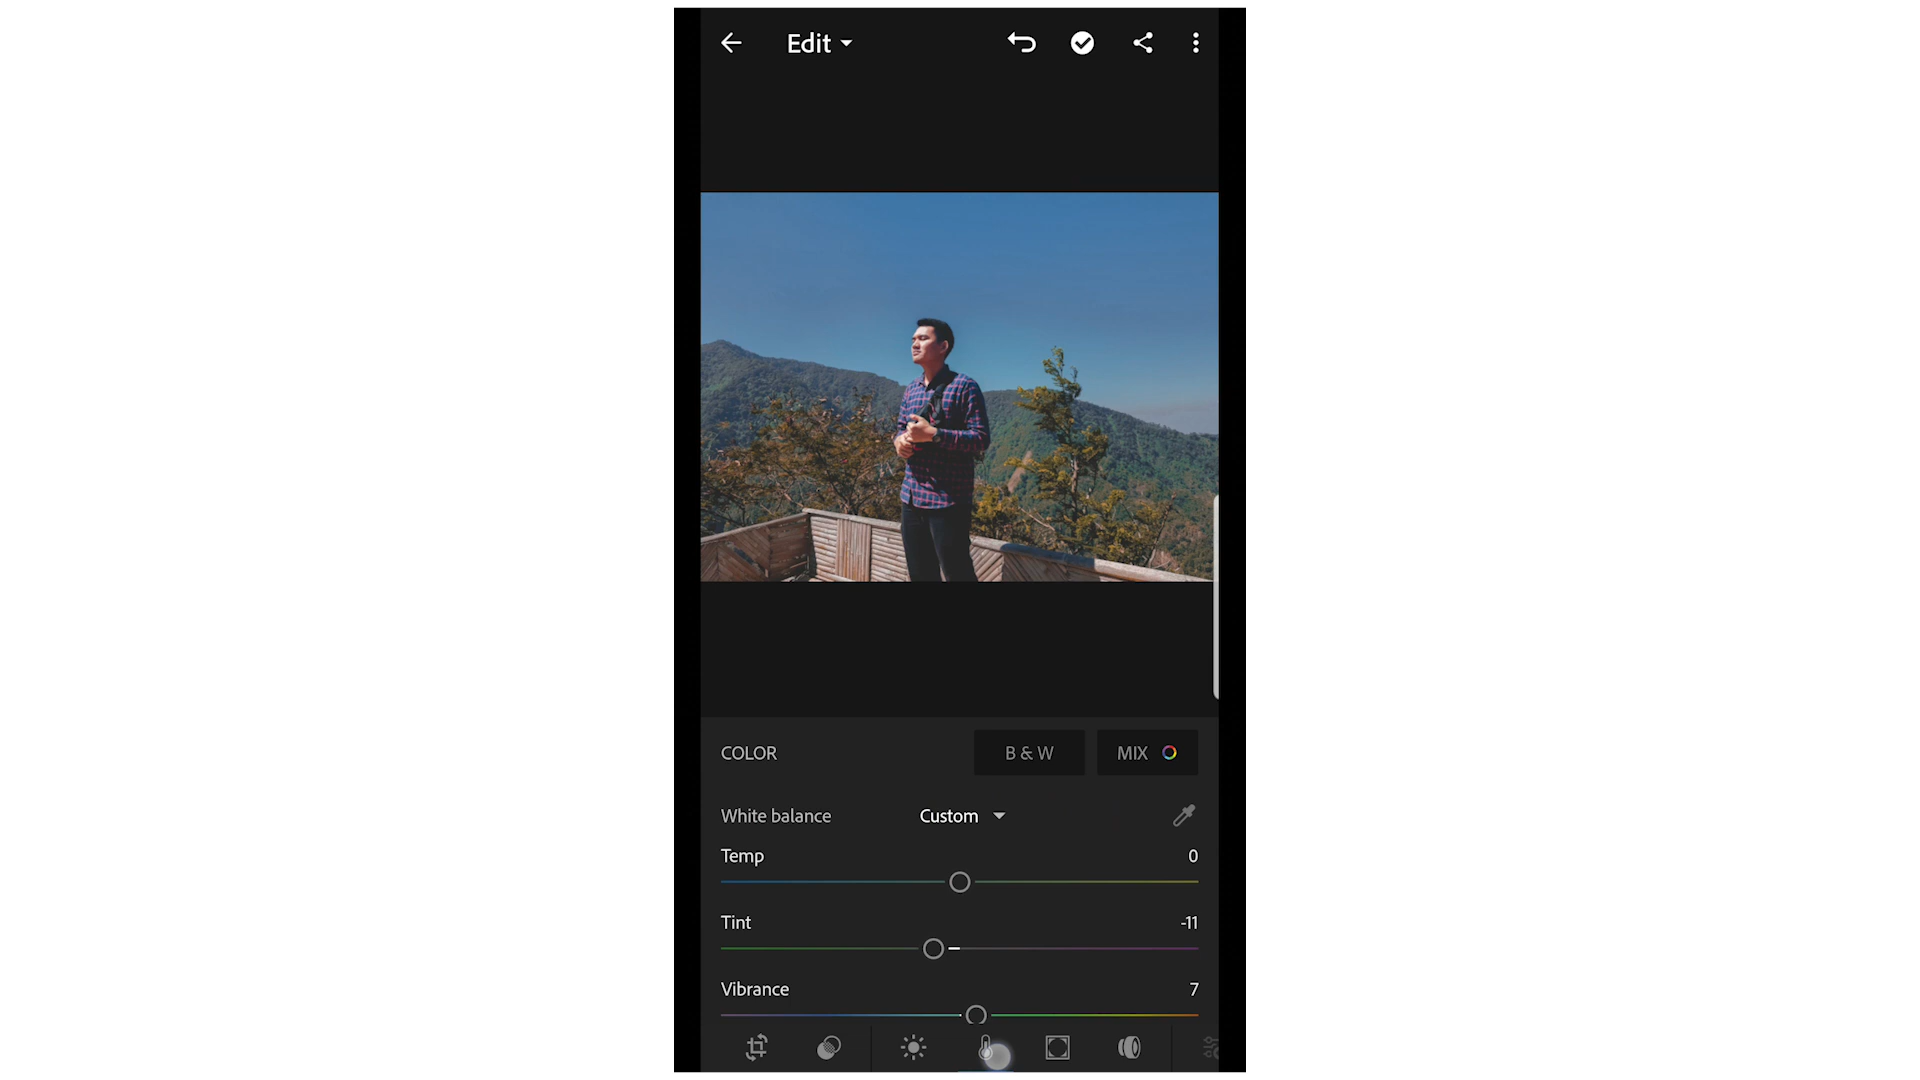 Edit
COLOR
B & W
MIX
White balance
Custom
Temp
0
Tint
-11
Vibrance
7